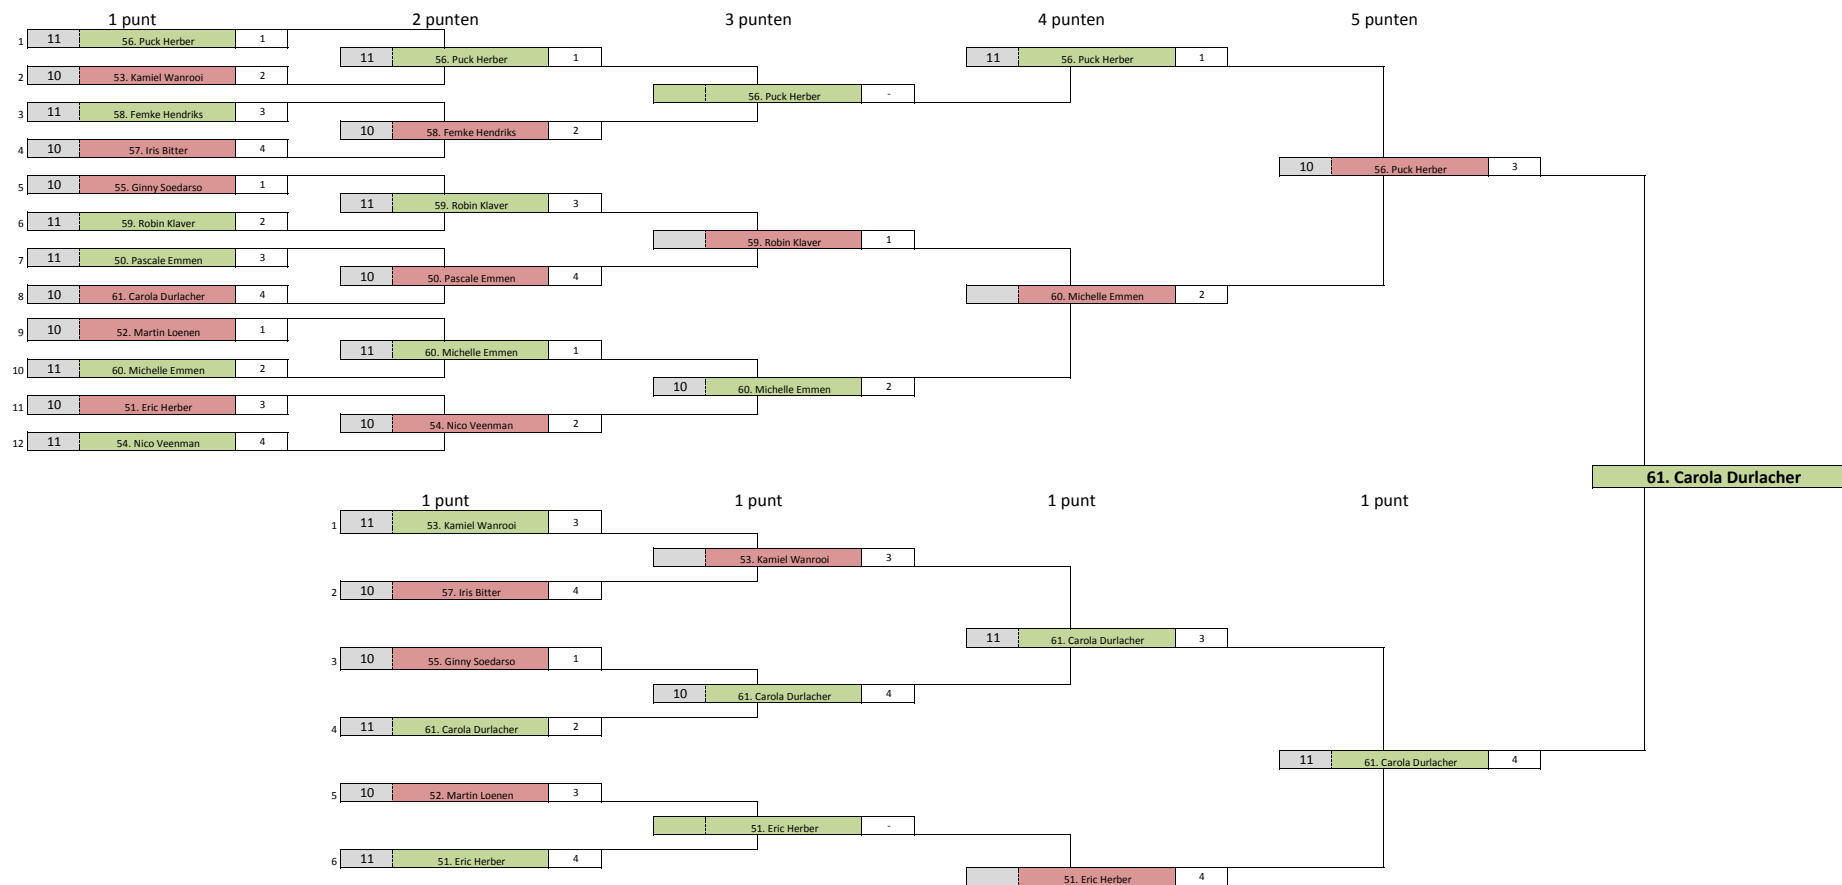 1 punt 2 punten 3 punten 4 punten 5 punten
1 11 56. Puck Herber 1
11 56. Puck Herber 1
11 56. Puck Herber 1
2 10 53. Kamiel Wanrooi 2
56. Puck Herber -
3 11 58. Femke Hendriks 3
10 58. Femke Hendriks 2
4 10 57. Iris Bitter 4
10 56. Puck Herber 3
5 10 55. Ginny Soedarso 1
11 59. Robin Klaver 3
6 11 59. Robin Klaver 2
59. Robin Klaver 1
7 11 50. Pascale Emmen 3
10 50. Pascale Emmen 4
8 10 61. Carola Durlacher 4
60. Michelle Emmen 2
9 10 52. Martin Loenen 1
11 60. Michelle Emmen 1
10 11 60. Michelle Emmen 2
10 60. Michelle Emmen 2
11 10 51. Eric Herber 3
10 54. Nico Veenman 2
12 11 54. Nico Veenman 4
61. Carola Durlacher
1 punt 1 punt 1 punt 1 punt
1 11 53. Kamiel Wanrooi 3
53. Kamiel Wanrooi 3
2 10 57. Iris Bitter 4
11 61. Carola Durlacher 3
3 10 55. Ginny Soedarso 1
10 61. Carola Durlacher 4
4 11 61. Carola Durlacher 2
11 61. Carola Durlacher 4
5 10 52. Martin Loenen 3
51. Eric Herber -
6 11 51. Eric Herber 4
51. Eric Herber 4